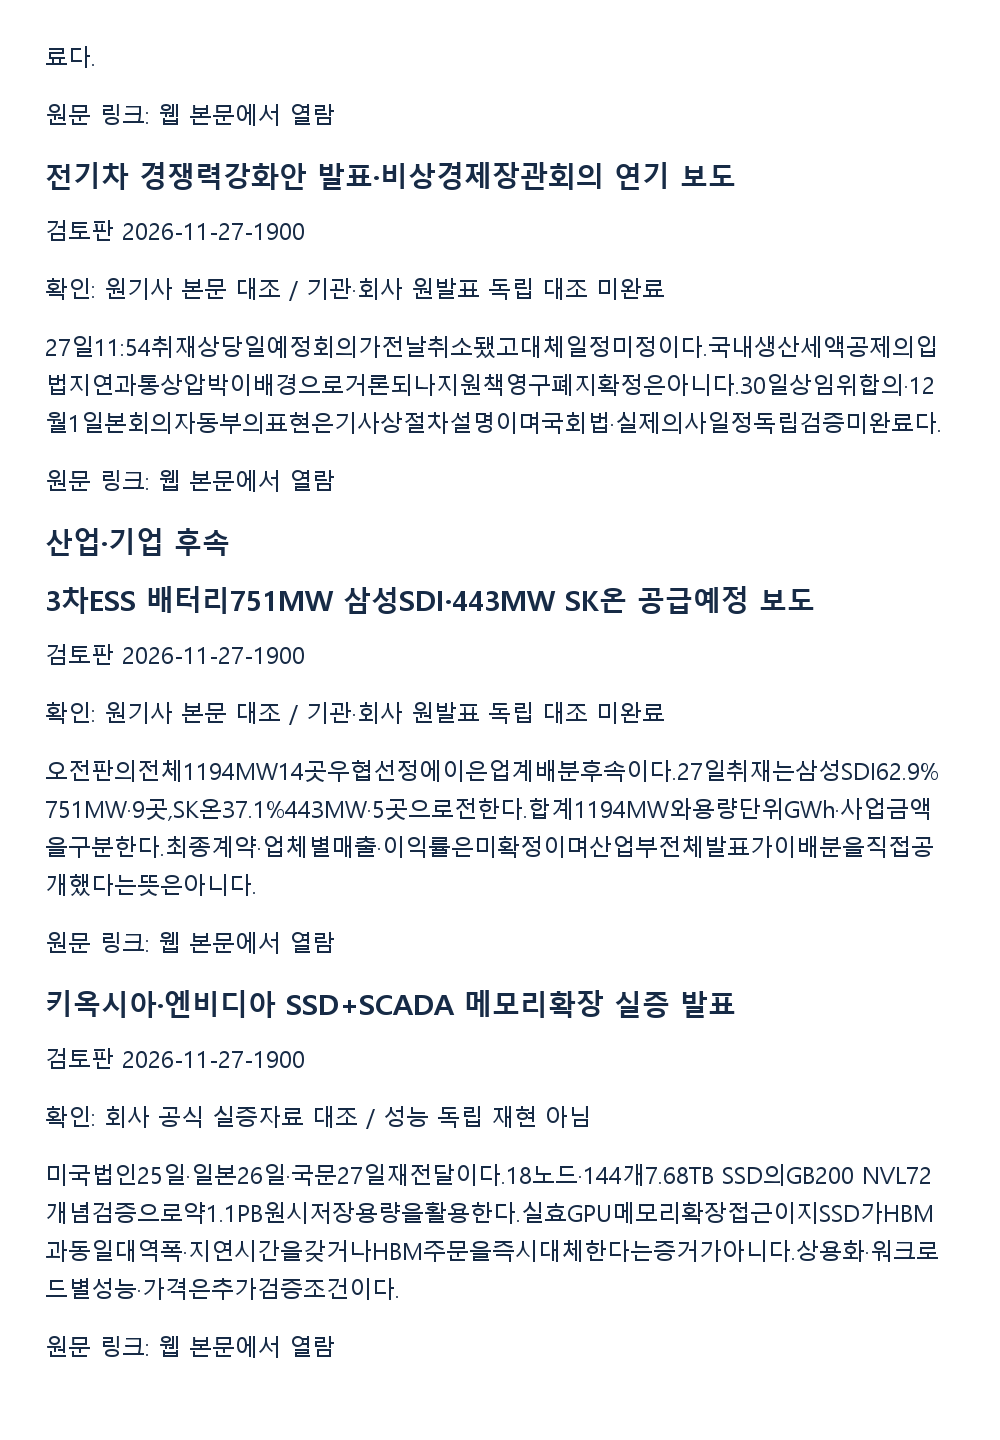 료다.
원문 링크: 웹 본문에서 열람
전기차 경쟁력강화안 발표·비상경제장관회의 연기 보도
검토판 2026-11-27-1900
확인: 원기사 본문 대조 / 기관·회사 원발표 독립 대조 미완료
27일11:54취재상당일예정회의가전날취소됐고대체일정미정이다.국내생산세액공제의입
법지연과통상압박이배경으로거론되나지원책영구폐지확정은아니다.30일상임위합의·12
월1일본회의자동부의표현은기사상절차설명이며국회법·실제의사일정독립검증미완료다.
원문 링크: 웹 본문에서 열람
산업·기업 후속
3차ESS 배터리751MW 삼성SDI·443MW SK온 공급예정 보도
검토판 2026-11-27-1900
확인: 원기사 본문 대조 / 기관·회사 원발표 독립 대조 미완료
오전판의전체1194MW14곳우협선정에이은업계배분후속이다.27일취재는삼성SDI62.9%
751MW·9곳,SK온37.1%443MW·5곳으로전한다.합계1194MW와용량단위GWh·사업금액
을구분한다.최종계약·업체별매출·이익률은미확정이며산업부전체발표가이배분을직접공
개했다는뜻은아니다.
원문 링크: 웹 본문에서 열람
키옥시아·엔비디아 SSD+SCADA 메모리확장 실증 발표
검토판 2026-11-27-1900
확인: 회사 공식 실증자료 대조 / 성능 독립 재현 아님
미국법인25일·일본26일·국문27일재전달이다.18노드·144개7.68TB SSD의GB200 NVL72
개념검증으로약1.1PB원시저장용량을활용한다.실효GPU메모리확장접근이지SSD가HBM
과동일대역폭·지연시간을갖거나HBM주문을즉시대체한다는증거가아니다.상용화·워크로
드별성능·가격은추가검증조건이다.
원문 링크: 웹 본문에서 열람